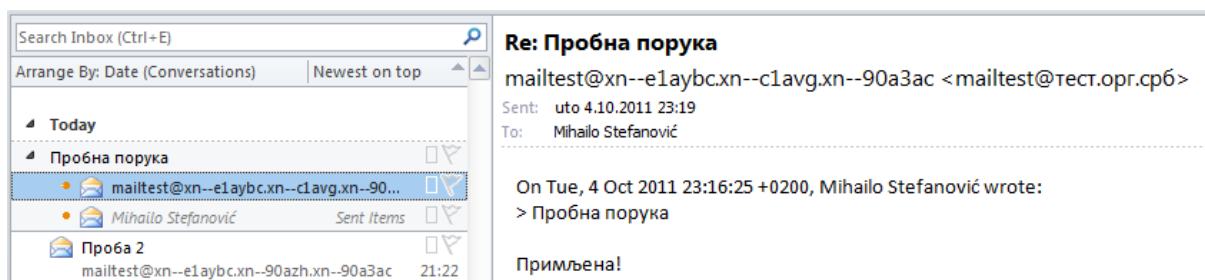 Search Inbox (Ctrl+E)
Arrange By: Date (Conversations) Newest on top
Today
Пробна порука
mailtest@xn--e1aybc.xn--c1avg.xn--90...
Mihailo Stefanović Sent Items
Проба 2
mailtest@xn--e1aybc.xn--90azh.xn--90a3ac 21:22
Re: Пробна порука
mailtest@xn--e1aybc.xn--c1avg.xn--90a3ac <mailtest@тест.орг.срб>
Sent: uto 4.10.2011 23:19
To: Mihailo Stefanović
On Tue, 4 Oct 2011 23:16:25 +0200, Mihailo Stefanović wrote:
> Пробна порука
Примљена!